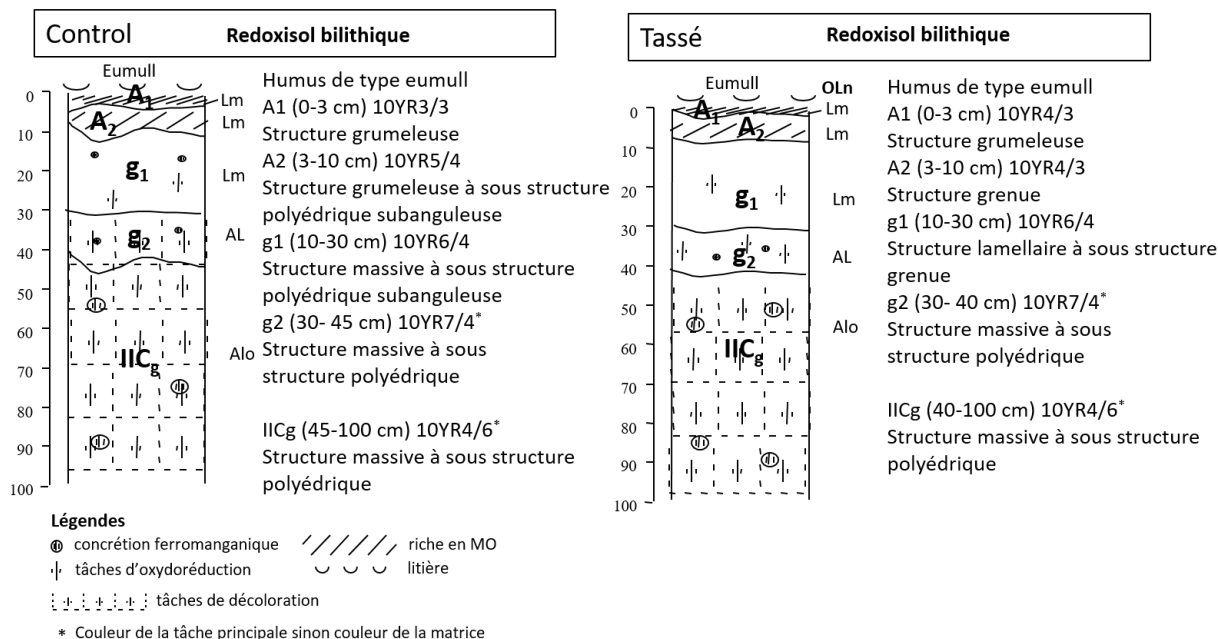 Control
Redoxisol bilithique
Eumull
0
10
20
30
40
50
60
70
80
90
100
A1
A2
g1
g2
IICg
Lm
Lm
Lm
AL
Alo
Humus de type eumull
A1 (0-3 cm) 10YR3/3
Structure grumeleuse
A2 (3-10 cm) 10YR5/4
Structure grumeleuse à sous structure
polyédrique subanguleuse
g1 (10-30 cm) 10YR6/4
Structure massive à sous structure
polyédrique subanguleuse
g2 (30- 45 cm) 10YR7/4*
Structure massive à sous
structure polyédrique
IICg (45-100 cm) 10YR4/6*
Structure massive à sous structure
polyédrique
Tassé
Redoxisol bilithique
Eumull
OLn
0
10
20
30
40
50
60
70
80
90
100
A1
A2
g1
g2
IICg
Lm
Lm
Lm
AL
Alo
Humus de type eumull
A1 (0-3 cm) 10YR4/3
Structure grumeleuse
A2 (3-10 cm) 10YR4/3
Structure grenue
g1 (10-30 cm) 10YR6/4
Structure lamellaire à sous structure
grenue
g2 (30- 40 cm) 10YR7/4*
Structure massive à sous
structure polyédrique
IICg (40-100 cm) 10YR4/6*
Structure massive à sous structure
polyédrique
Légendes
concrétion ferromanganique
riche en MO
tâches d'oxydoréduction
litière
tâches de décoloration
* Couleur de la tâche principale sinon couleur de la matrice